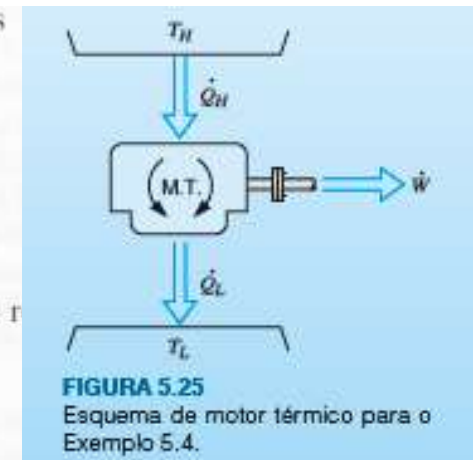 s
T_H
Q̇_H
M.T.
Ẇ
Q̇_L
r
T_L
FIGURA 5.25
Esquema de motor térmico para o
Exemplo 5.4.